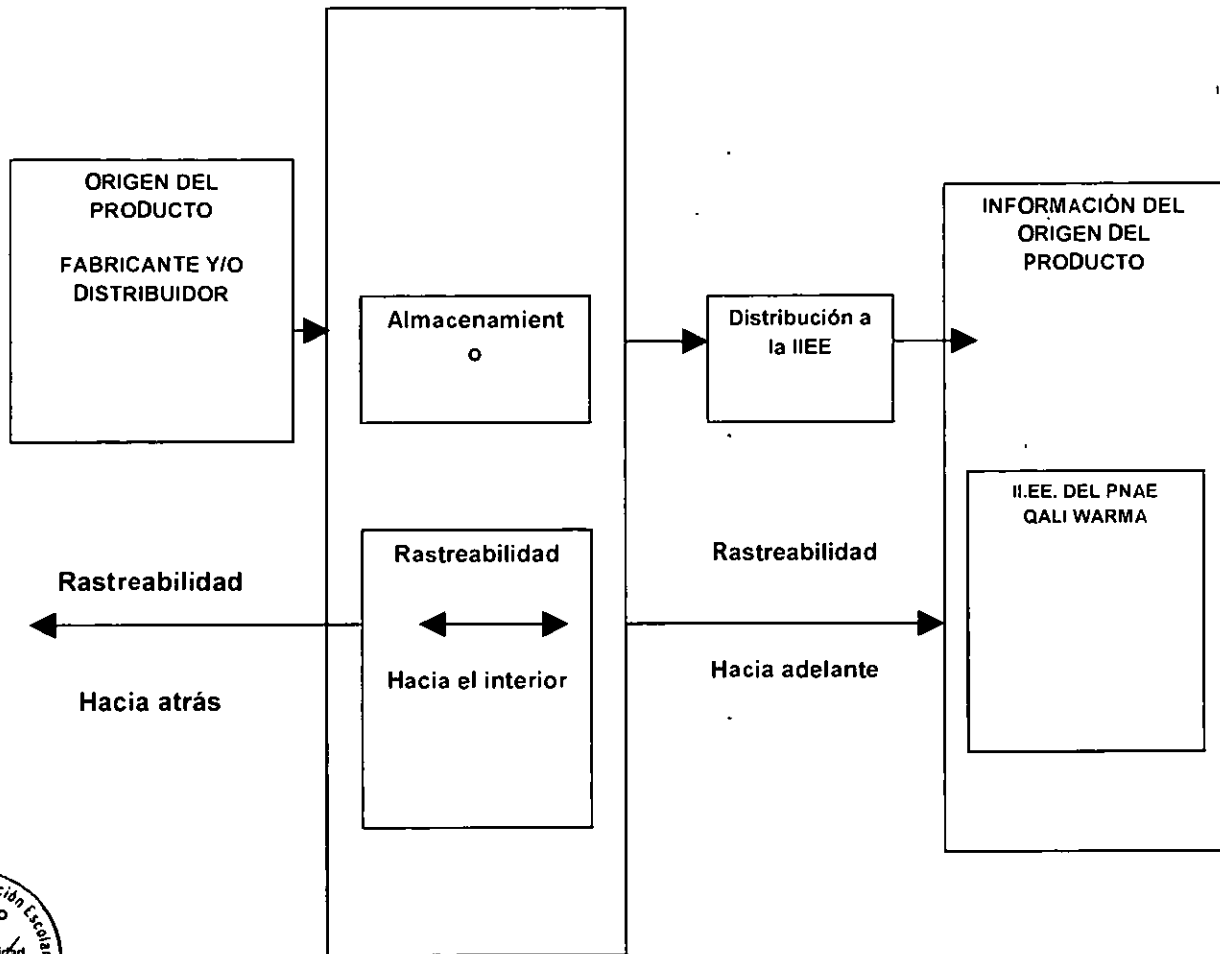 ORIGEN DEL
PRODUCTO
FABRICANTE Y/O
DISTRIBUIDOR
Almacenamient
o
Distribución a
la IIEE
INFORMACIÓN DEL
ORIGEN DEL
PRODUCTO
II.EE. DEL PNAE
QALI WARMA
Rastreabilidad
Hacia atrás
Rastreabilidad
Hacia el interior
Rastreabilidad
Hacia adelante
Escolar